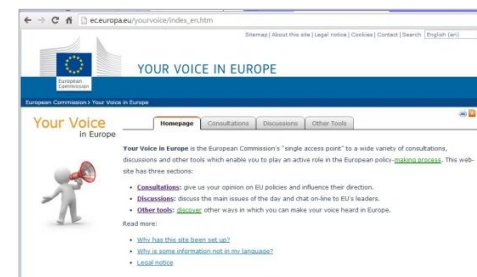 ec.europa.eu/yourvoice/index_en.htm
Sitemap | About this site | Legal notice | Cookies | Contact | Search English (en)
YOUR VOICE IN EUROPE
European
Commission
European Commission > Your Voice in Europe
Your Voice
in Europe
Homepage Consultations Discussions Other Tools
Your Voice in Europe is the European Commission's "single access point" to a wide variety of consultations,
discussions and other tools which enable you to play an active role in the European policy-making process. This web-
site has three sections:
• Consultations: give us your opinion on EU policies and influence their direction.
• Discussions: discuss the main issues of the day and chat on-line to EU's leaders.
• Other tools: discover other ways in which you can make your voice heard in Europe.
Read more:
• Why has this site been set up?
• Why is some information not in my language?
• Legal notice